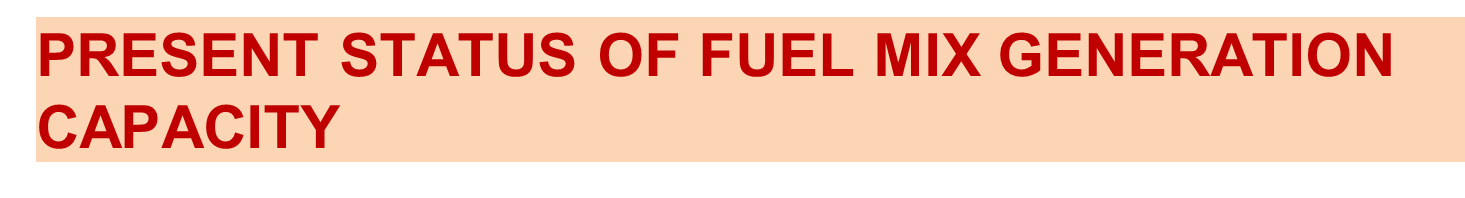 PRESENT STATUS OF FUEL MIX GENERATION
CAPACITY